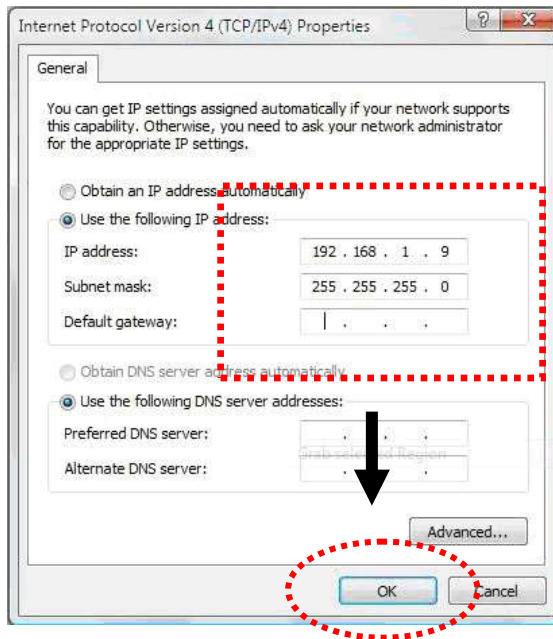 Internet Protocol Version 4 (TCP/IPv4) Properties
General
You can get IP settings assigned automatically if your network supports
this capability. Otherwise, you need to ask your network administrator
for the appropriate IP settings.
Obtain an IP address automatically
Use the following IP address:
IP address: 192 . 168 . 1 . 9
Subnet mask: 255 . 255 . 255 . 0
Default gateway: . . .
Obtain DNS server address automatically
Use the following DNS server addresses:
Preferred DNS server: . . .
Grab selected Region
Alternate DNS server: . . .
Advanced...
OK Cancel